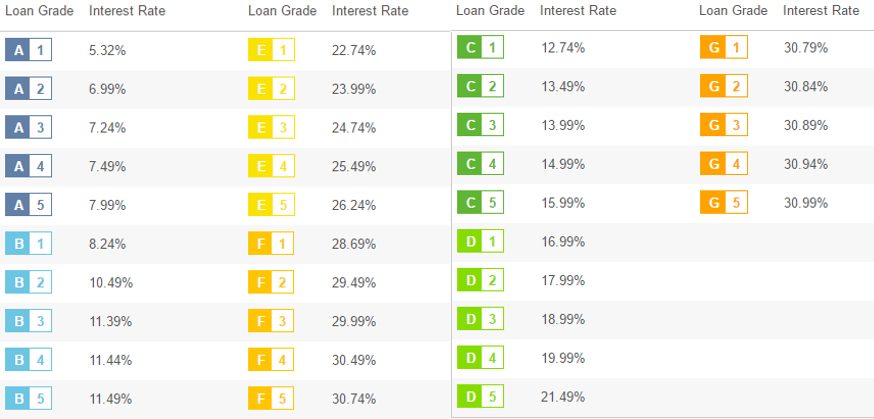 Loan Grade Interest Rate Loan Grade Interest Rate Loan Grade Interest Rate Loan Grade Interest Rate
A 1 5.32% E 1 22.74% C 1 12.74% G 1 30.79%
A 2 6.99% E 2 23.99% C 2 13.49% G 2 30.84%
A 3 7.24% E 3 24.74% C 3 13.99% G 3 30.89%
A 4 7.49% E 4 25.49% C 4 14.99% G 4 30.94%
A 5 7.99% E 5 26.24% C 5 15.99% G 5 30.99%
B 1 8.24% F 1 28.69% D 1 16.99%
B 2 10.49% F 2 29.49% D 2 17.99%
B 3 11.39% F 3 29.99% D 3 18.99%
B 4 11.44% F 4 30.49% D 4 19.99%
B 5 11.49% F 5 30.74% D 5 21.49%